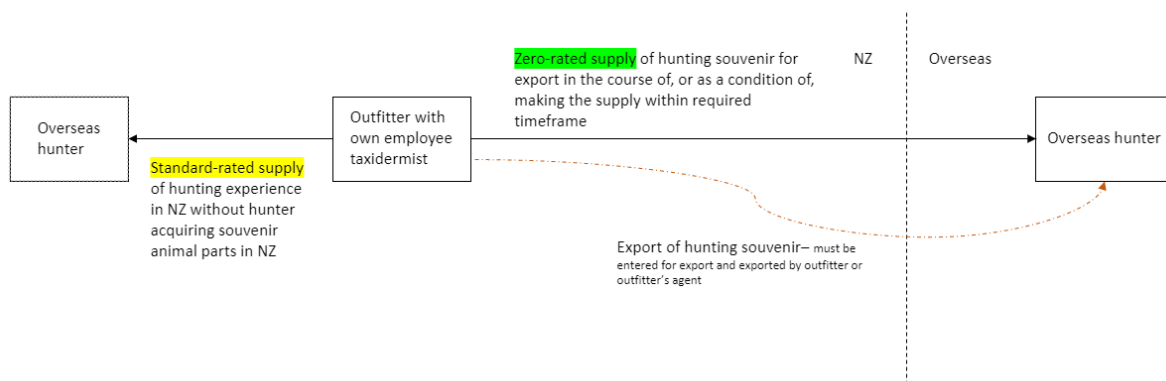 Zero-rated supply of hunting souvenir for
export in the course of, or as a condition of,
making the supply within required
timeframe
NZ
Overseas
Overseas
hunter
Outfitter with
own employee
taxidermist
Overseas hunter
Standard-rated supply
of hunting experience
in NZ without hunter
acquiring souvenir
animal parts in NZ
Export of hunting souvenir– must be
entered for export and exported by outfitter or
outfitter's agent